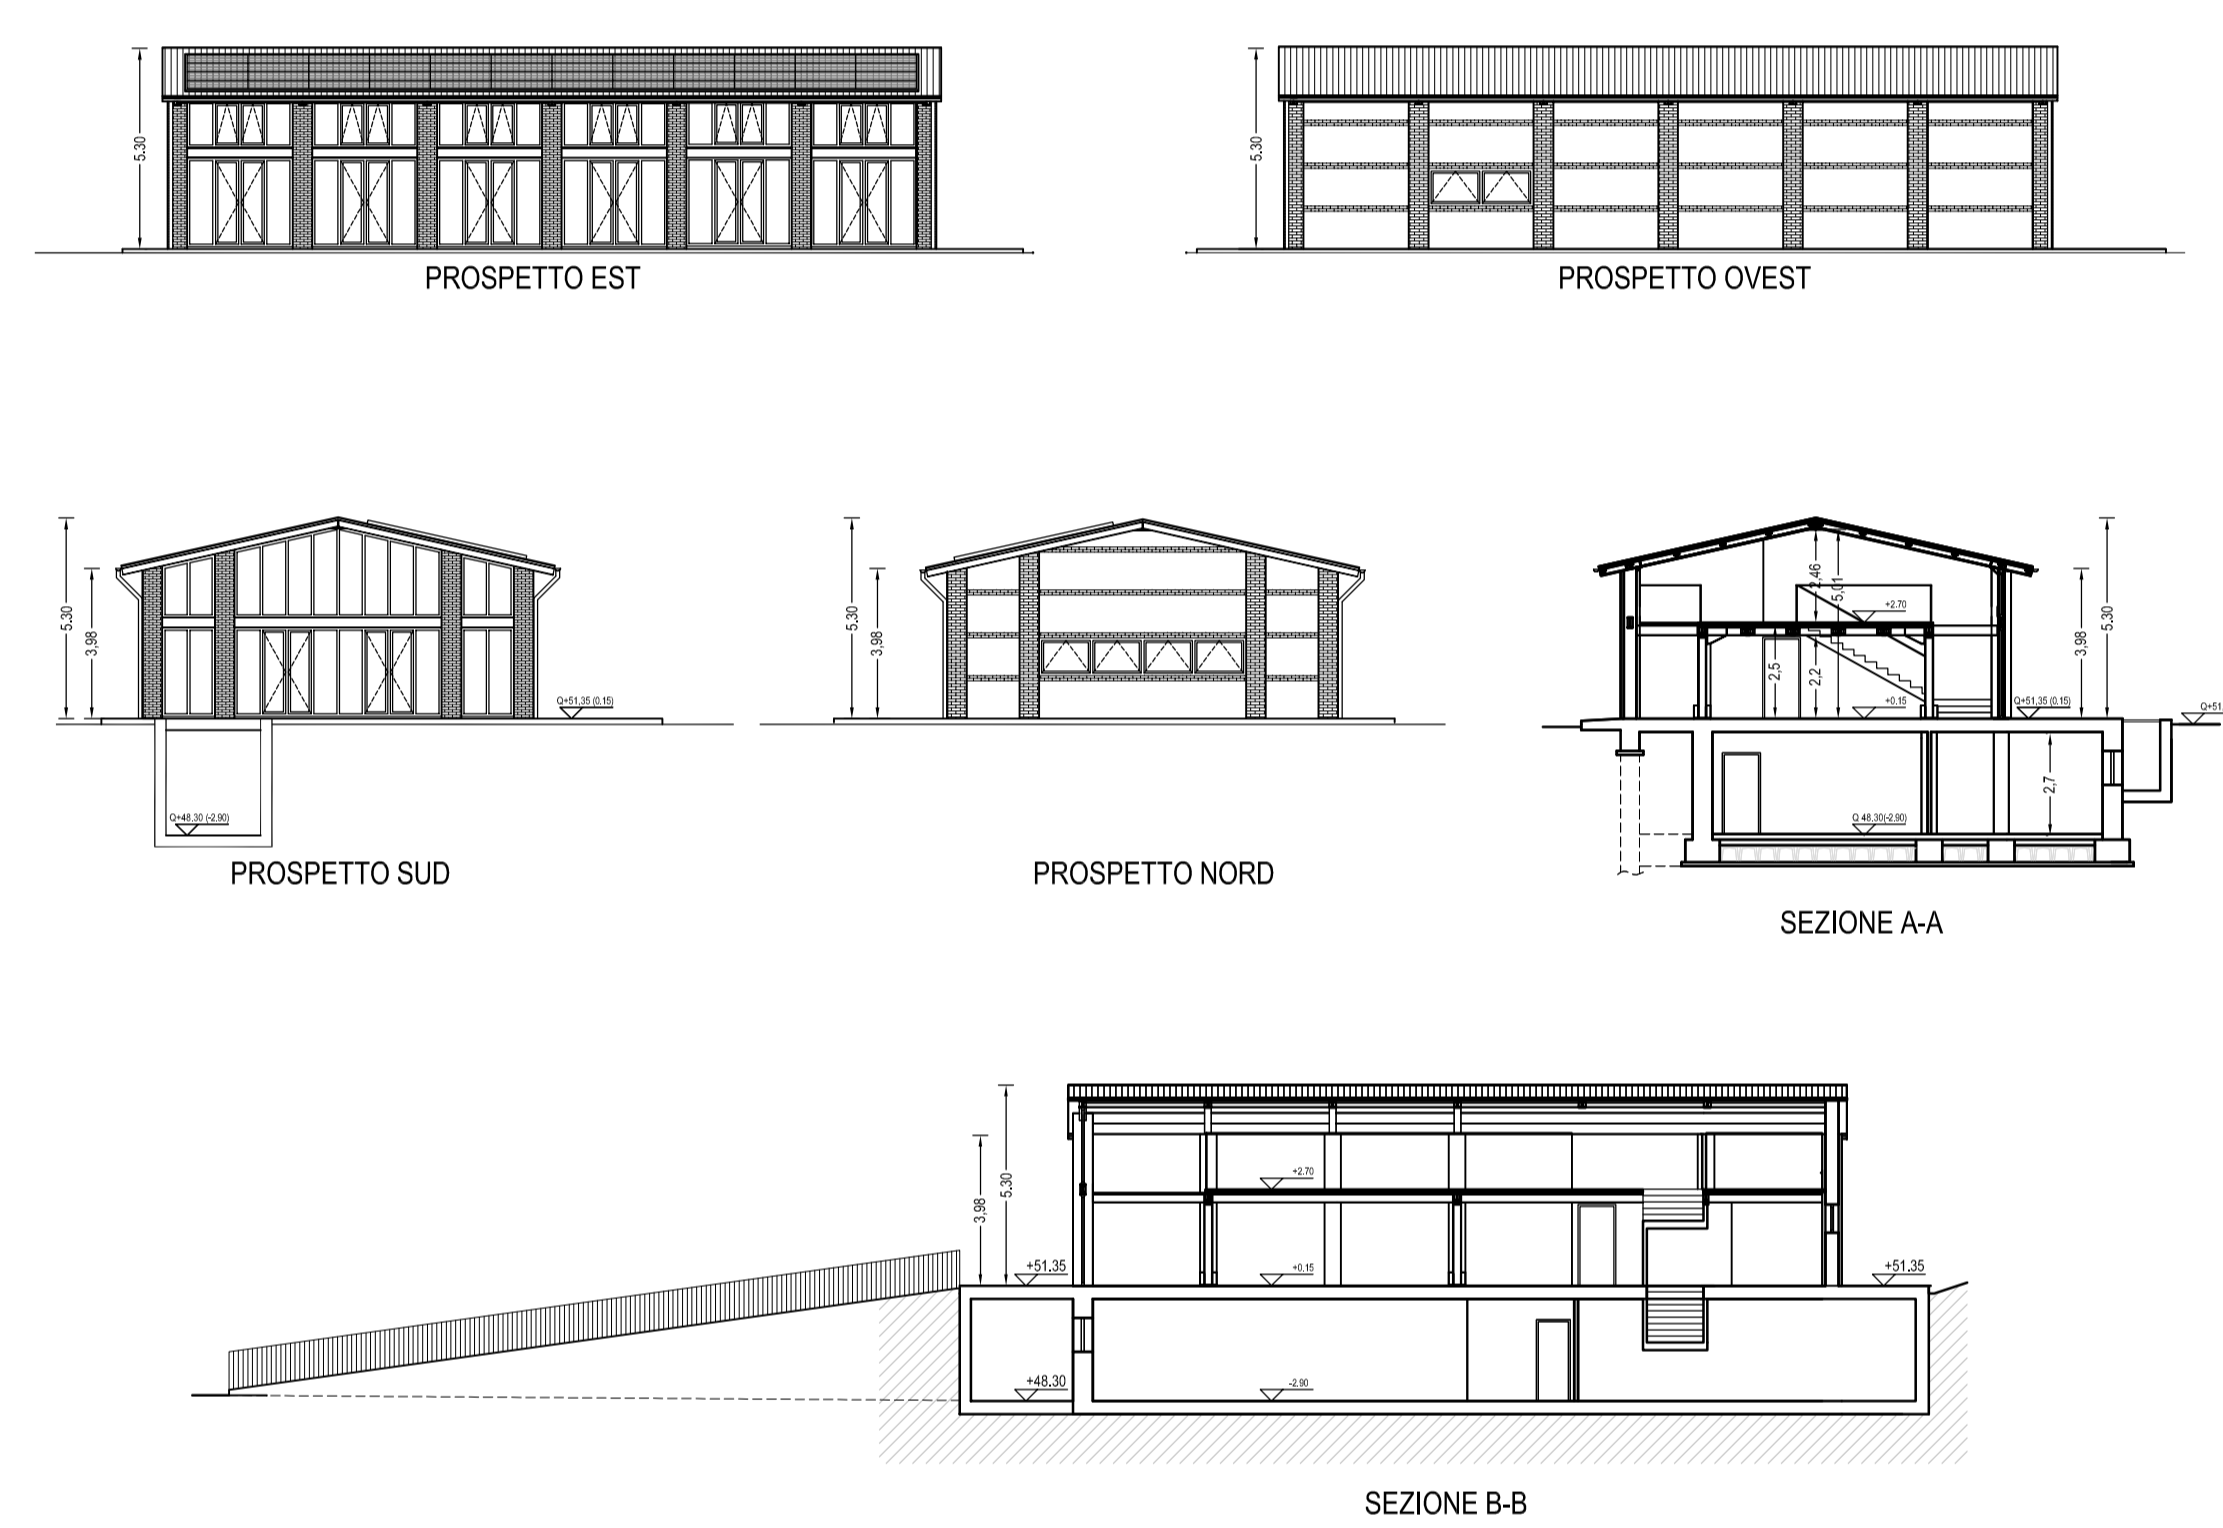 5.30
PROSPETTO EST
5.30
PROSPETTO OVEST
5.30
3,98
Q+51,35 (0.15)
Q+48.30 (-2.90)
PROSPETTO SUD
5.30
3,98
PROSPETTO NORD
2,46
5,01
+2.70
2,5
2,2
+0.15
Q+51,35 (0,15)
3,98
5.30
Q+51.
2,7
Q 48.30(-2,90)
SEZIONE A-A
3,98
5.30
+2.70
+51.35
+0,15
+51.35
+48.30
-2.90
SEZIONE B-B